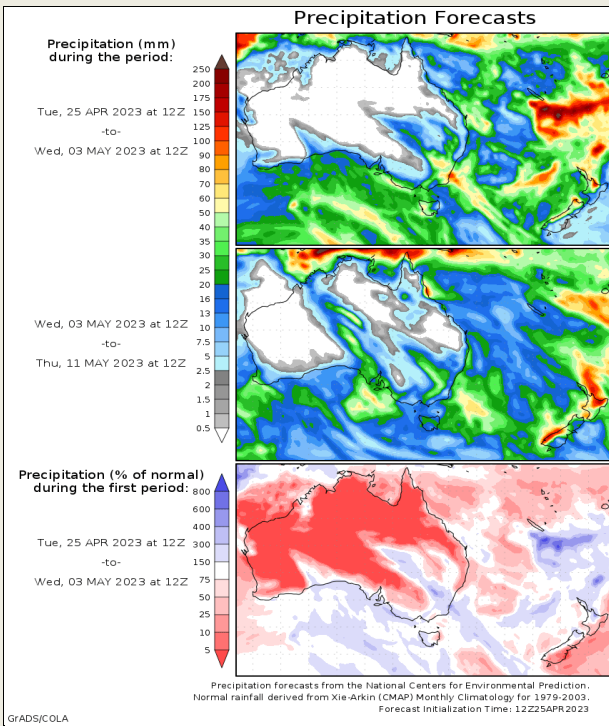 Precipitation Forecasts
Precipitation (mm)
during the period:
Tue, 25 APR 2023 at 12Z
-to-
Wed, 03 MAY 2023 at 12Z
250
200
175
150
125
100
90
80
70
60
50
40
35
30
25
20
16
13
10
7.5
5
2.5
2
1.5
1
0.5
Wed, 03 MAY 2023 at 12Z
-to-
Thu, 11 MAY 2023 at 12Z
Precipitation (% of normal)
during the first period:
Tue, 25 APR 2023 at 12Z
-to-
Wed, 03 MAY 2023 at 12Z
800
600
400
300
150
75
50
25
10
5
Precipitation forecasts from the National Centers for Environmental Prediction.
Normal rainfall derived from Xie-Arkin (CMAP) Monthly Climatology for 1979-2003.
Forecast Initialization Time: 12Z25APR2023
GrADS/COLA